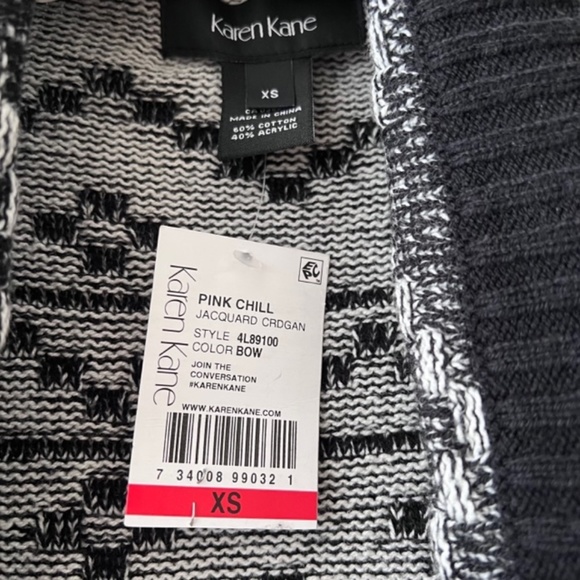 Karen Kane
XS
MADE IN CHINA
60% COTTON
40% ACRYLIC
Karen Kane
PINK CHILL
JACQUARD CRDGAN
STYLE 4L89100
COLOR BOW
JOIN THE
CONVERSATION
#KARENKANE
WWW.KARENKANE.COM
7 34008 99032 1
XS